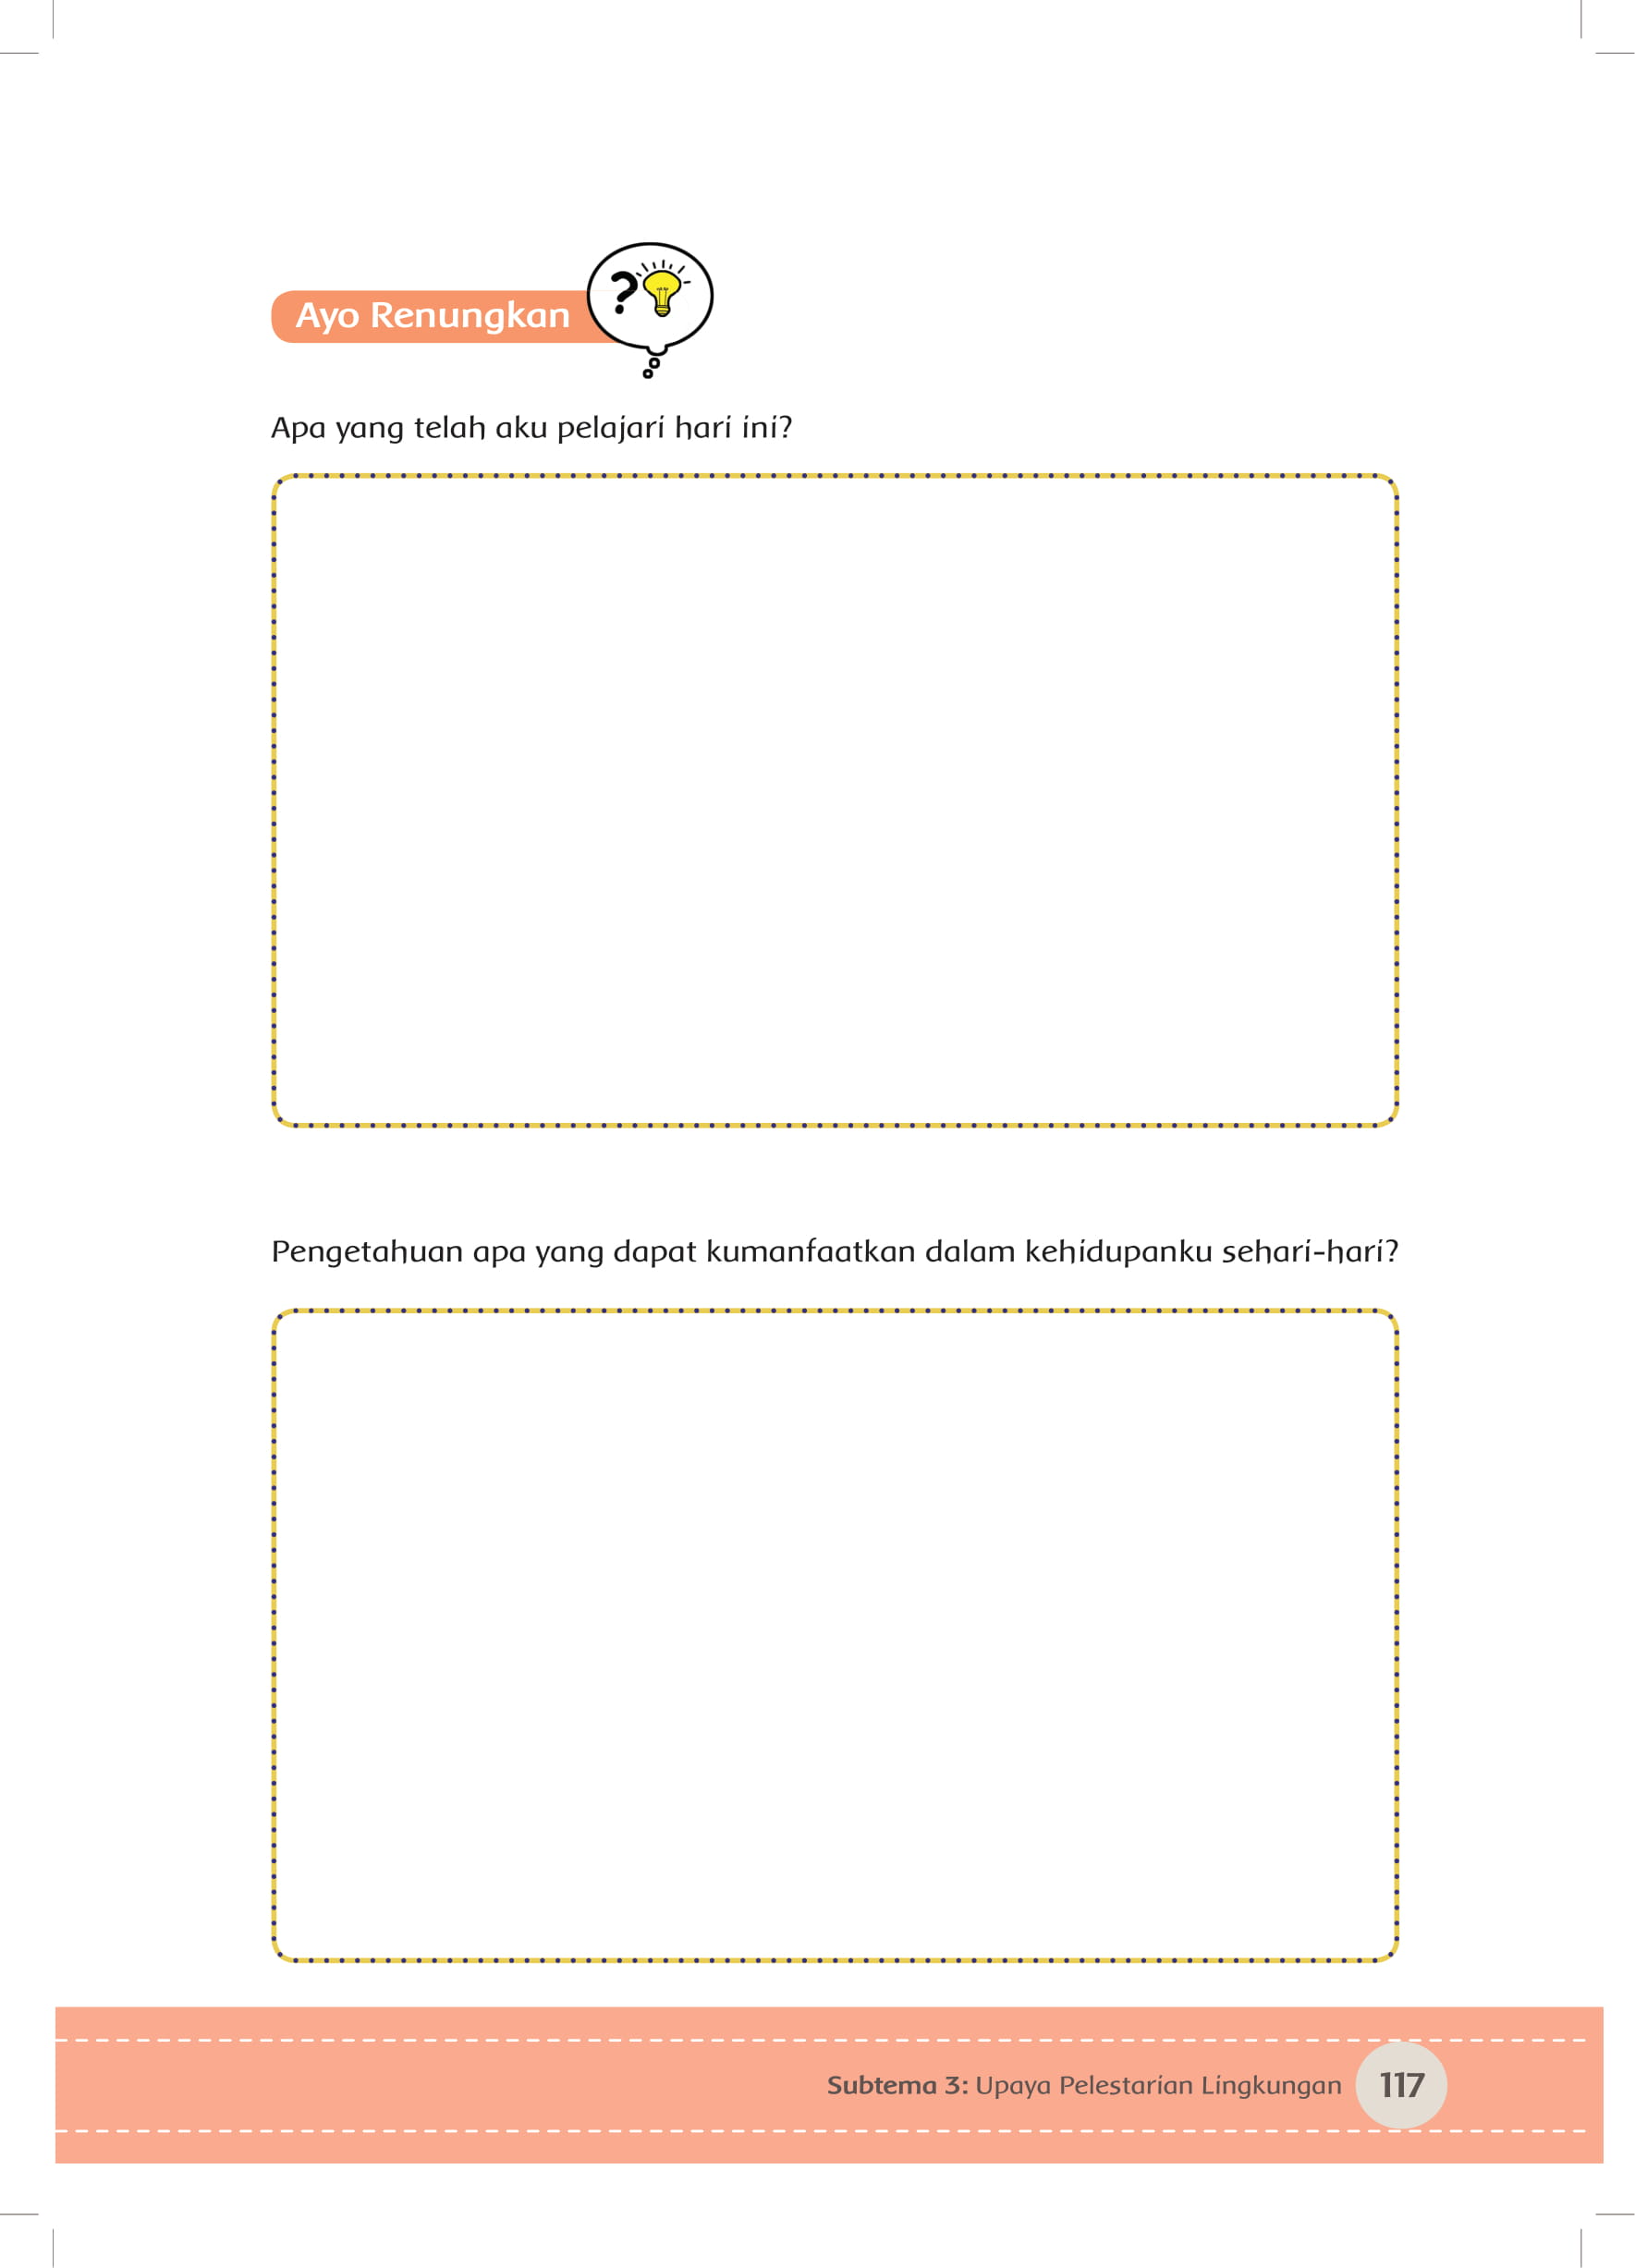 Ayo Renungkan
Apa yang telah aku pelajari hari ini?
Pengetahuan apa yang dapat kumanfaatkan dalam kehidupanku sehari-hari?
Subtema 3: Upaya Pelestarian Lingkungan 117